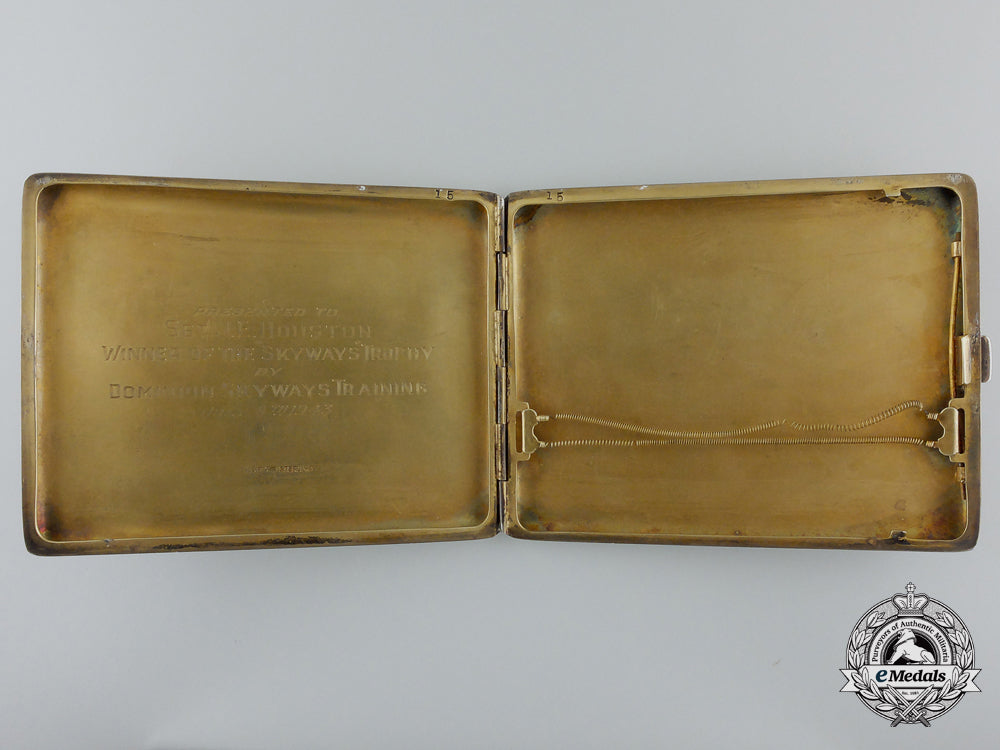 15
15
PRESENTED TO
HOUSTON
WINNER OF THE SKYWAYS TROPHY
BY
DOMINION SKYWAYS TRAINING
Purveyors of Authentic Militaria
eMedals